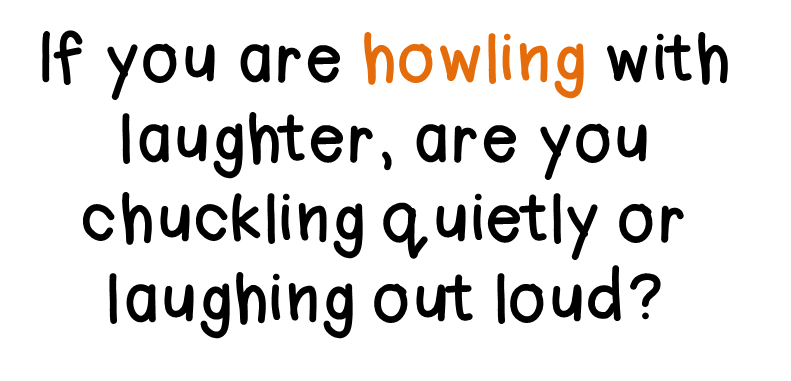 If you are howling with
laughter, are you
chuckling quietly or
laughing out loud?